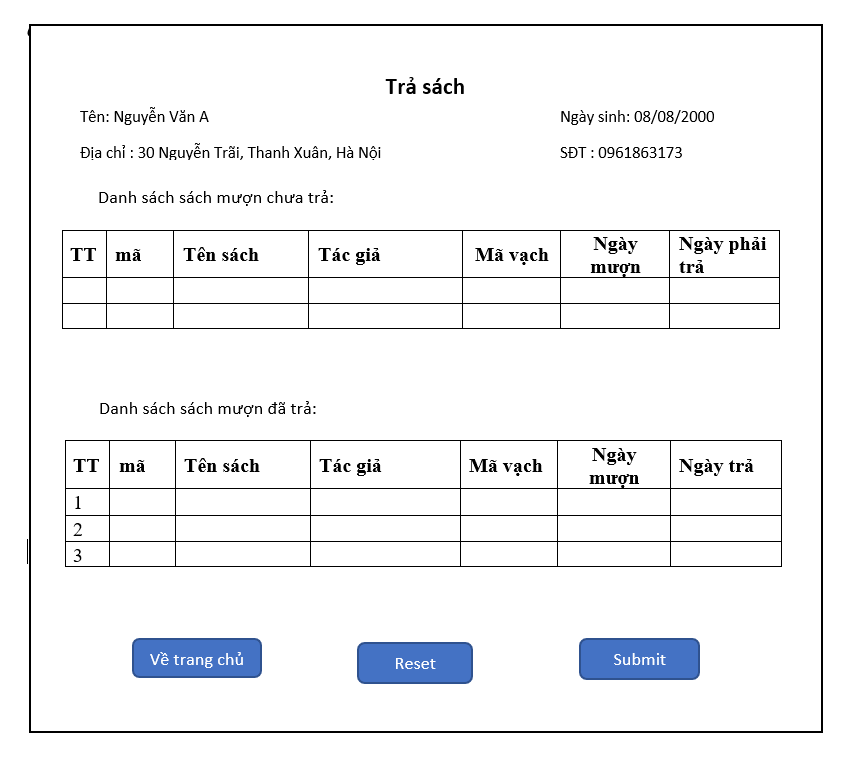 Trả sách
Tên: Nguyễn Văn A Ngày sinh: 08/08/2000
Địa chỉ : 30 Nguyễn Trãi, Thanh Xuân, Hà Nội SĐT : 0961863173
Danh sách sách mượn chưa trả:
TT mã Tên sách Tác giả Mã vạch Ngày mượn Ngày phải trả
Danh sách sách mượn đã trả:
TT mã Tên sách Tác giả Mã vạch Ngày mượn Ngày trả
1
2
3
Về trang chủ Reset Submit